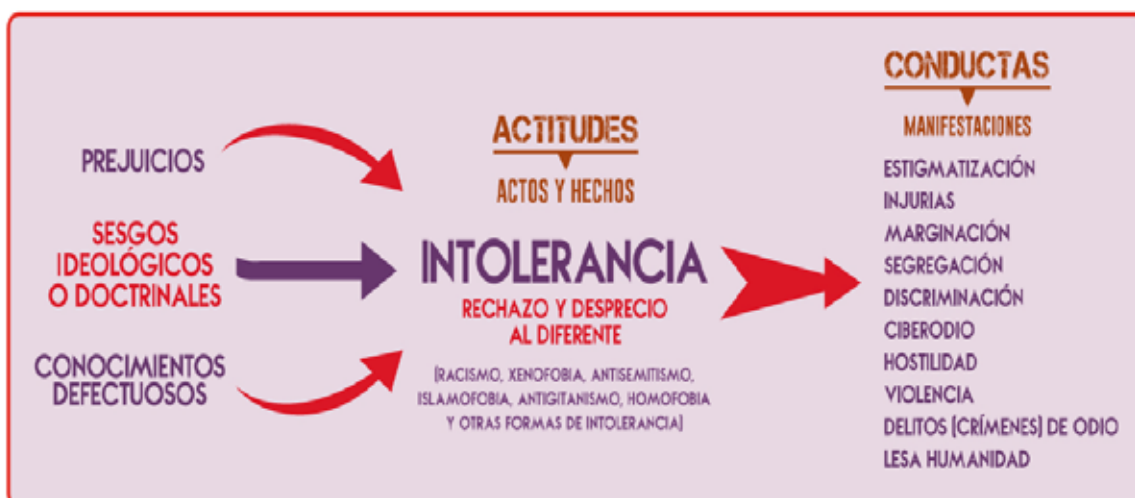 PREJUICIOS
SESGOS
IDEOLÓGICOS
O DOCTRINALES
CONOCIMIENTOS
DEFECTUOSOS
ACTITUDES
ACTOS Y HECHOS
INTOLERANCIA
RECHAZO Y DESPRECIO
AL DIFERENTE
(RACISMO, XENOFOBIA, ANTISEMITISMO,
ISLAMOFOBIA, ANTIGITANISMO, HOMOFOBIA
Y OTRAS FORMAS DE INTOLERANCIA)
CONDUCTAS
MANIFESTACIONES
ESTIGMATIZACIÓN
INJURIAS
MARGINACIÓN
SEGREGACIÓN
DISCRIMINACIÓN
CIBERODIO
HOSTILIDAD
VIOLENCIA
DELITOS (CRÍMENES) DE ODIO
LESA HUMANIDAD